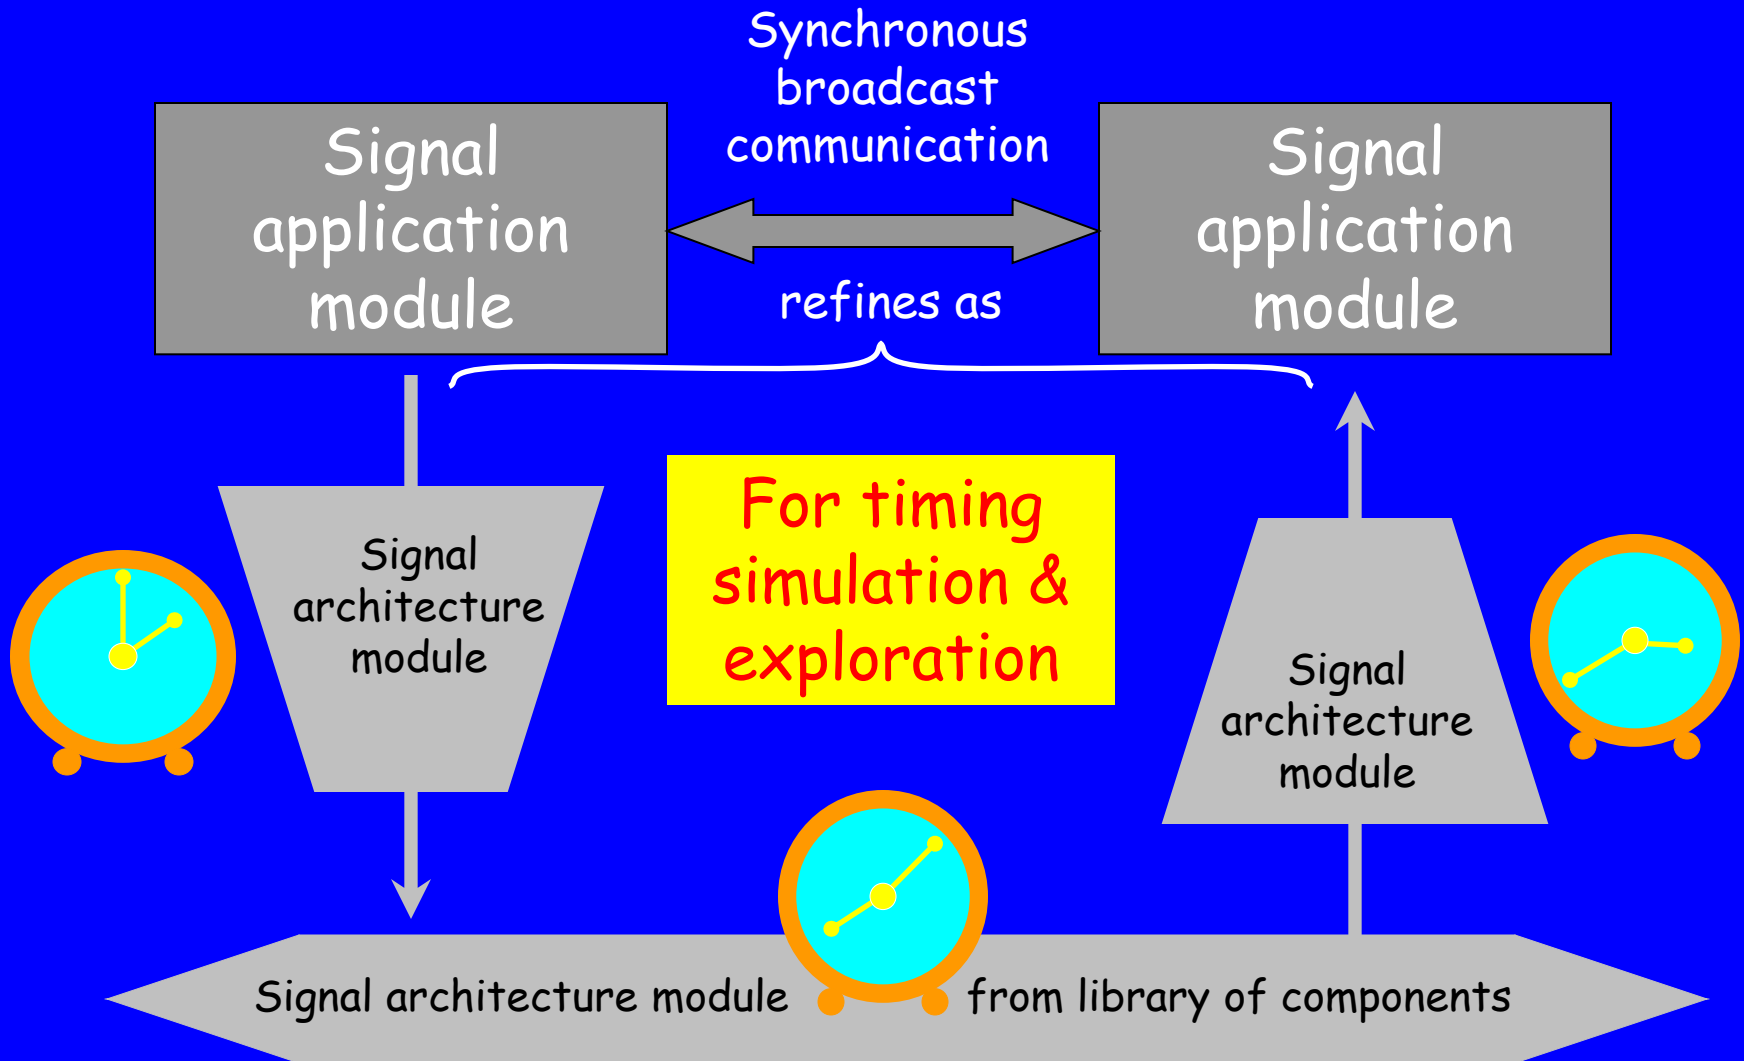 Synchronous
broadcast
communication
Signal
application
module
Signal
application
module
refines as
For timing
simulation &
exploration
Signal
architecture
module
Signal
architecture
module
Signal architecture module from library of components